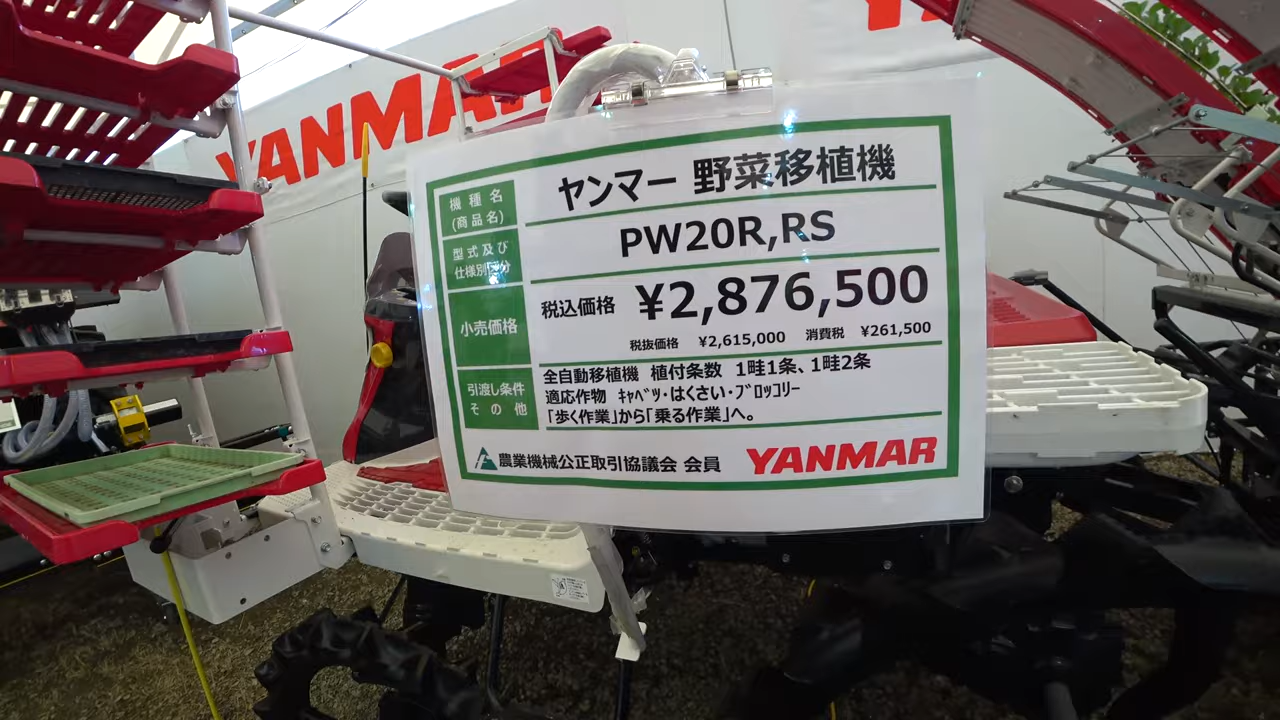 YANMAR
機種名
(商品名)
ヤンマー 野菜移植機
型式及び
仕様別区分
PW20R,RS
小売価格
税込価格 ¥2,876,500
税抜価格 ¥2,615,000 消費税 ¥261,500
引渡し条件
その他
全自動移植機 植付条数 1畦1条、1畦2条
適応作物 ｷｬﾍﾞﾂ・はくさい・ﾌﾞﾛｯｺﾘｰ
「歩く作業」から「乗る作業」へ。
農業機械公正取引協議会 会員
YANMAR